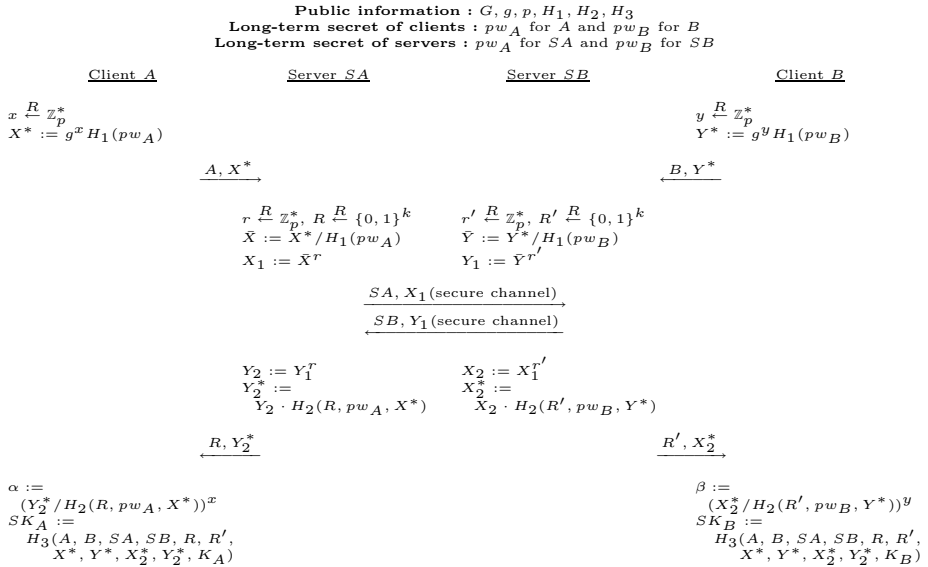 Public information : G, g, p, H₁, H₂, H₃
Long-term secret of clients : pw_A for A and pw_B for B
Long-term secret of servers : pw_A for SA and pw_B for SB
Client A Server SA Server SB Client B
x ←^R ℤ*_p y ←^R ℤ*_p
X* := g^x H₁(pw_A) Y* := g^y H₁(pw_B)
A, X* B, Y*
r ←^R ℤ*_p, R ←^R {0, 1}^k r′ ←^R ℤ*_p, R′ ←^R {0, 1}^k
X̄ := X*/H₁(pw_A) Ȳ := Y*/H₁(pw_B)
X₁ := X̄^r Y₁ := Ȳ^r′
SA, X₁(secure channel)
SB, Y₁(secure channel)
Y₂ := Y₁^r X₂ := X₁^r′
Y₂* := X₂* :=
Y₂ · H₂(R, pw_A, X*) X₂ · H₂(R′, pw_B, Y*)
R, Y₂* R′, X₂*
α := β :=
(Y₂*/H₂(R, pw_A, X*))^x (X₂*/H₂(R′, pw_B, Y*))^y
SK_A := SK_B :=
H₃(A, B, SA, SB, R, R′, H₃(A, B, SA, SB, R, R′,
X*, Y*, X₂*, Y₂*, K_A) X*, Y*, X₂*, Y₂*, K_B)